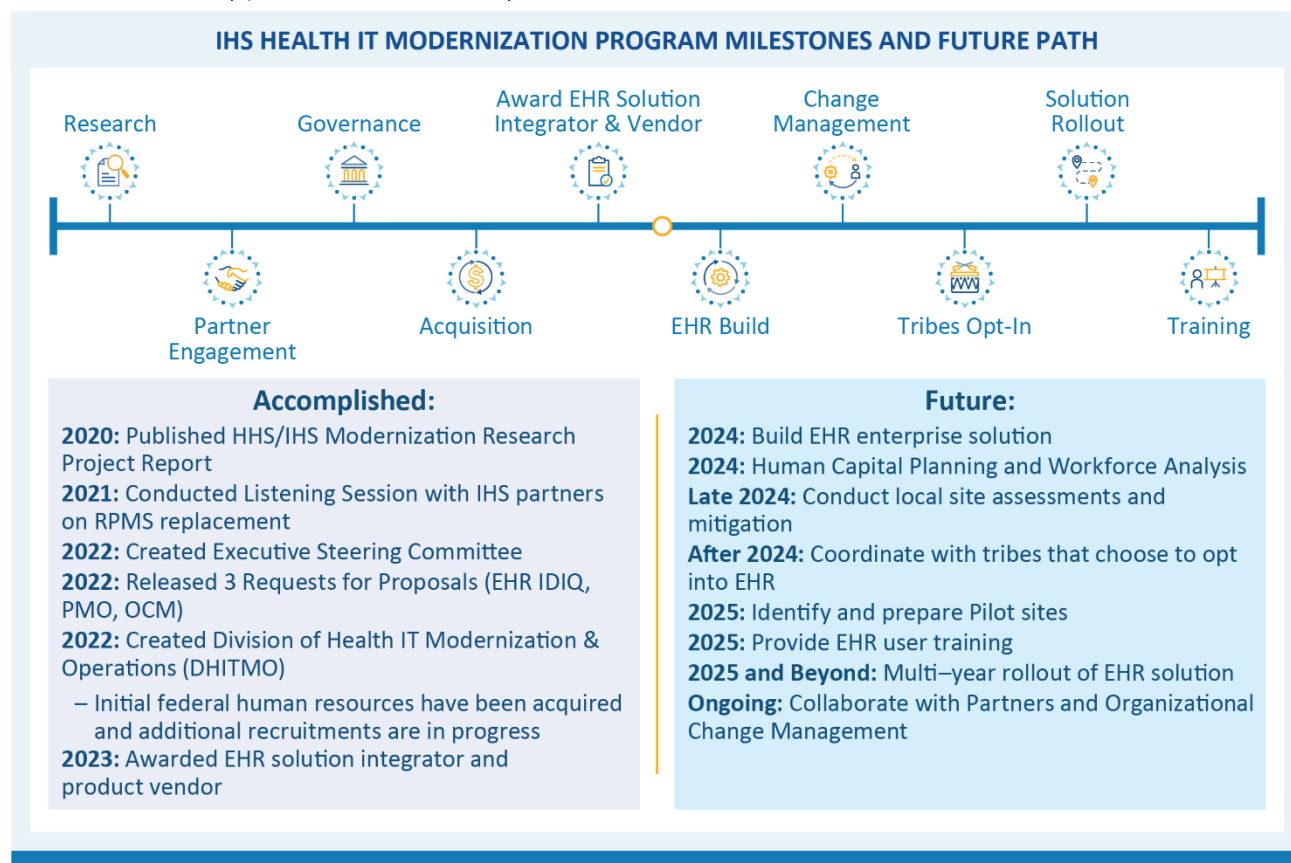 IHS HEALTH IT MODERNIZATION PROGRAM MILESTONES AND FUTURE PATH
Research
Governance
Award EHR Solution
Integrator & Vendor
Change
Management
Solution
Rollout
Partner
Engagement
Acquisition
EHR Build
Tribes Opt-In
Training
Accomplished:
2020: Published HHS/IHS Modernization Research
Project Report
2021: Conducted Listening Session with IHS partners
on RPMS replacement
2022: Created Executive Steering Committee
2022: Released 3 Requests for Proposals (EHR IDIQ,
PMO, OCM)
2022: Created Division of Health IT Modernization &
Operations (DHITMO)
– Initial federal human resources have been acquired
and additional recruitments are in progress
2023: Awarded EHR solution integrator and
product vendor
Future:
2024: Build EHR enterprise solution
2024: Human Capital Planning and Workforce Analysis
Late 2024: Conduct local site assessments and
mitigation
After 2024: Coordinate with tribes that choose to opt
into EHR
2025: Identify and prepare Pilot sites
2025: Provide EHR user training
2025 and Beyond: Multi–year rollout of EHR solution
Ongoing: Collaborate with Partners and Organizational
Change Management